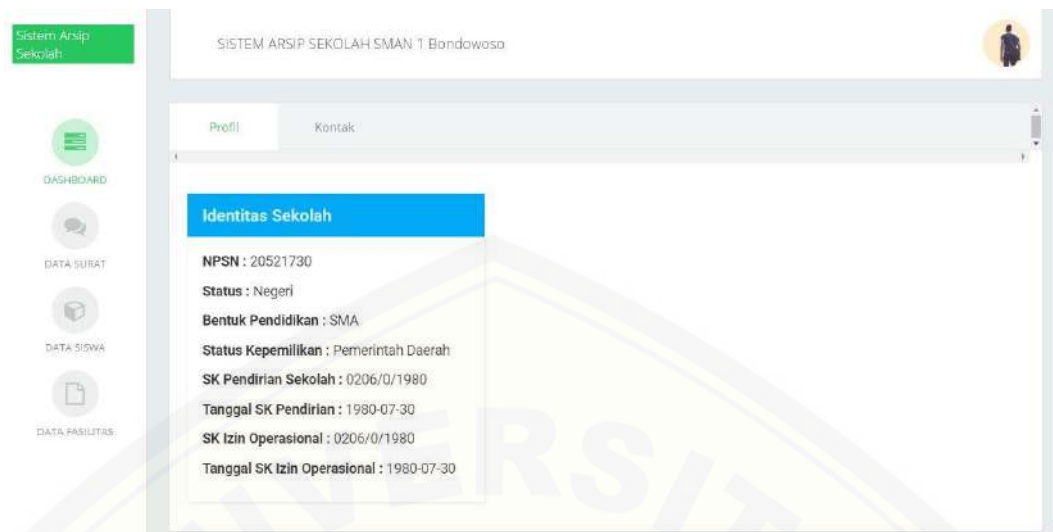 Sistem Arsip
Sekolah
SISTEM ARSIP SEKOLAH SMAN 1 Bondowoso
Profil
Kontak
DASHBOARD
DATA SURAT
DATA SISWA
DATA FASILITAS
Identitas Sekolah
NPSN : 20521730
Status : Negeri
Bentuk Pendidikan : SMA
Status Kepemilikan : Pemerintah Daerah
SK Pendirian Sekolah : 0206/0/1980
Tanggal SK Pendirian : 1980-07-30
SK Izin Operasional : 0206/0/1980
Tanggal SK Izin Operasional : 1980-07-30